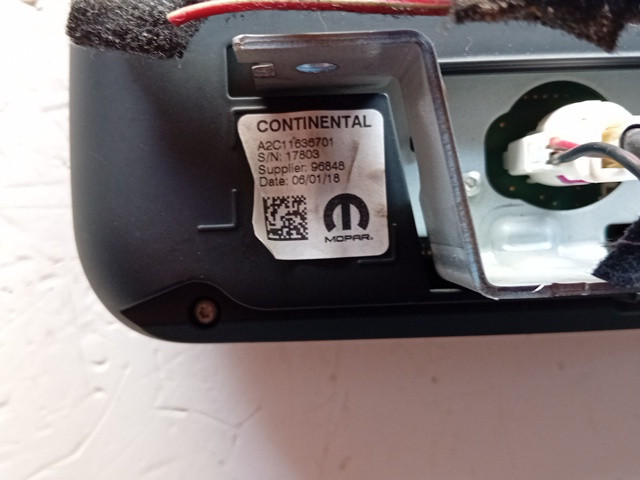 CONTINENTAL
A2C11636701
S/N: 17803
Supplier: 96848
Date: 06/01/18
MOPAR